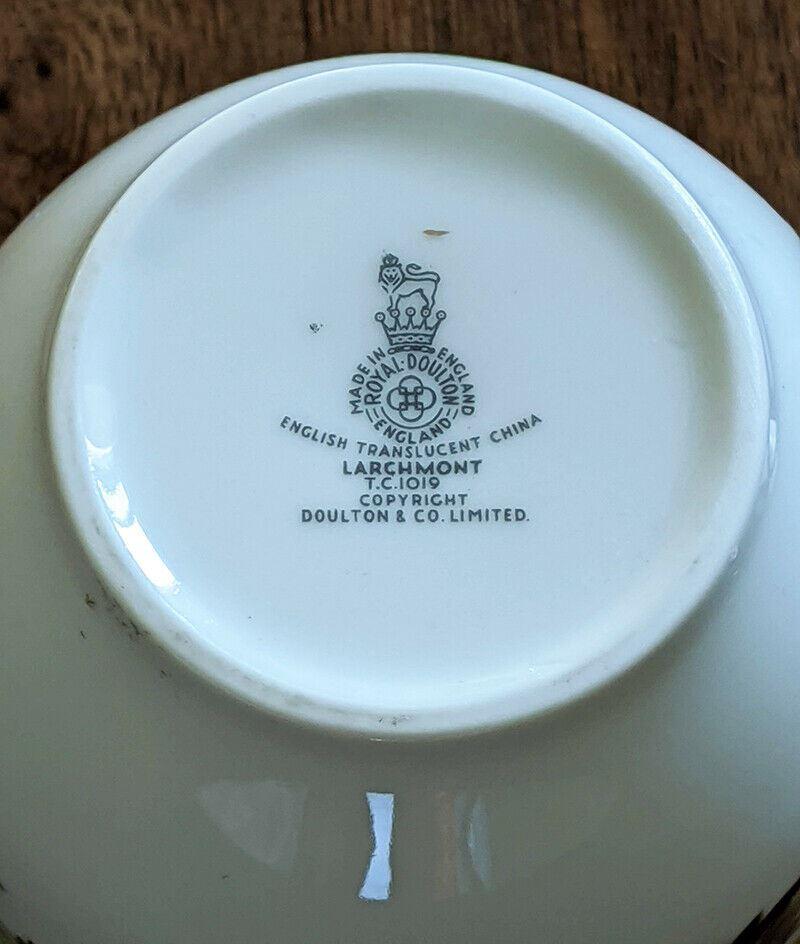 MADE IN ENGLAND
ROYAL·DOULTON
ENGLAND
ENGLISH TRANSLUCENT CHINA
LARCHMONT
T.C.1019
COPYRIGHT
DOULTON & CO. LIMITED.